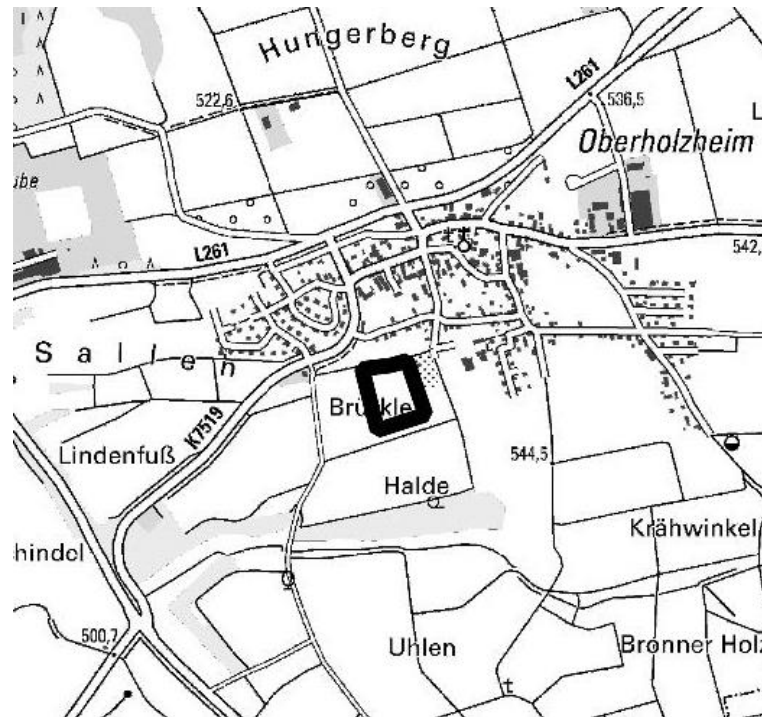 Hungerberg
L261
522,6
536,5
Oberholzheim
L261
542,
Sallen
Brückle
K7519
Lindenfuß
544,5
Halde
Krähwinkel
hindel
500,7
Uhlen
Bronner Holz